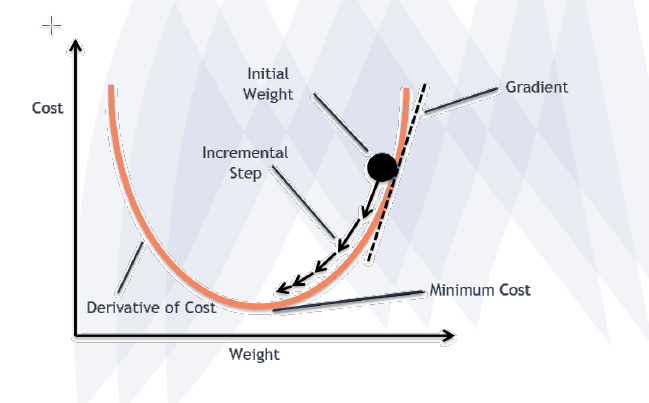 Initial
Weight
Gradient
Cost
Incremental
Step
Minimum Cost
Derivative of Cost
Weight